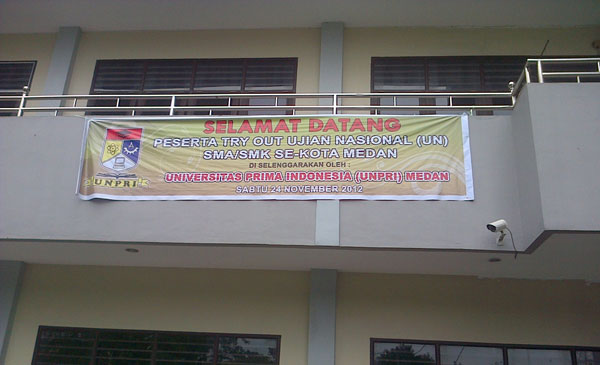 SELAMAT DATANG
PESERTA TRY OUT UJIAN NASIONAL (UN)
SMA/SMK SE-KOTA MEDAN
DI SELENGGARAKAN OLEH :
UNIVERSITAS PRIMA INDONESIA (UNPRI) MEDAN
SABTU, 24 NOVEMBER 2012
UNPRI